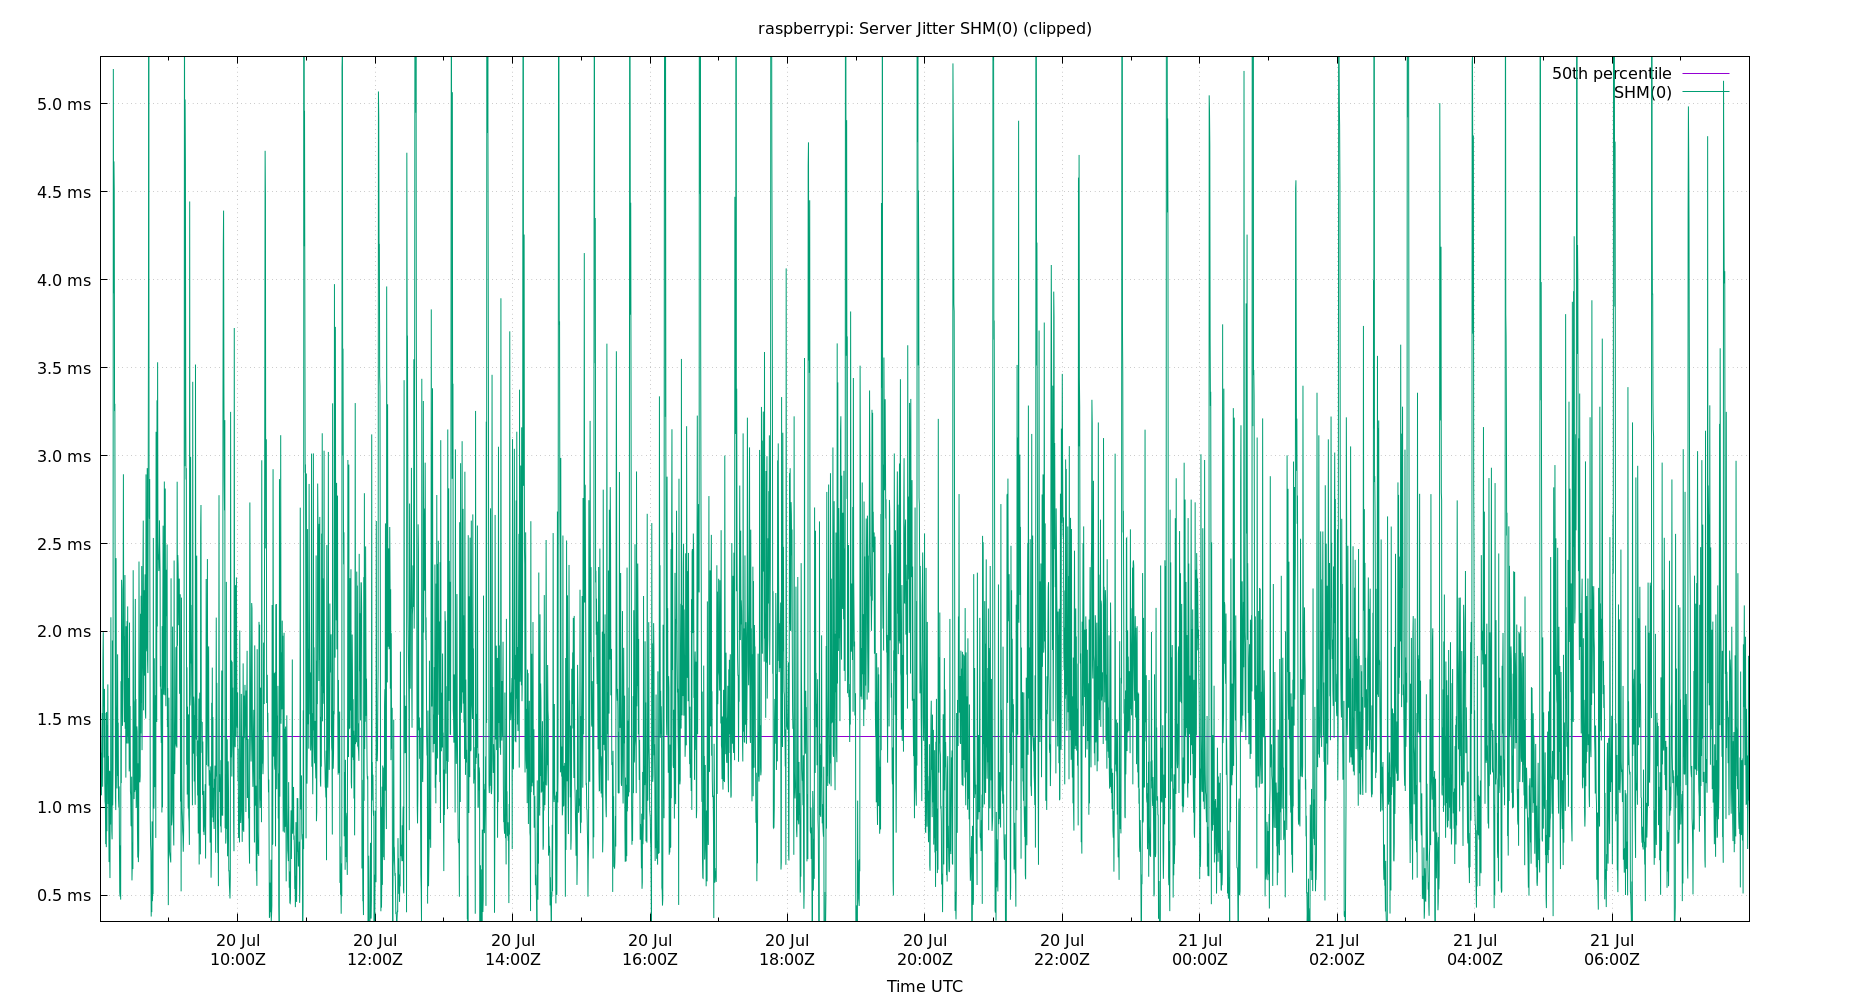 raspberrypi: Server Jitter SHM(0) (clipped)
50th percentile
SHM(0)
5.0 ms
4.5 ms
4.0 ms
3.5 ms
3.0 ms
2.5 ms
2.0 ms
1.5 ms
1.0 ms
0.5 ms
20 Jul 20 Jul 20 Jul 20 Jul 20 Jul 20 Jul 20 Jul 21 Jul 21 Jul 21 Jul 21 Jul
10:00Z 12:00Z 14:00Z 16:00Z 18:00Z 20:00Z 22:00Z 00:00Z 02:00Z 04:00Z 06:00Z
Time UTC